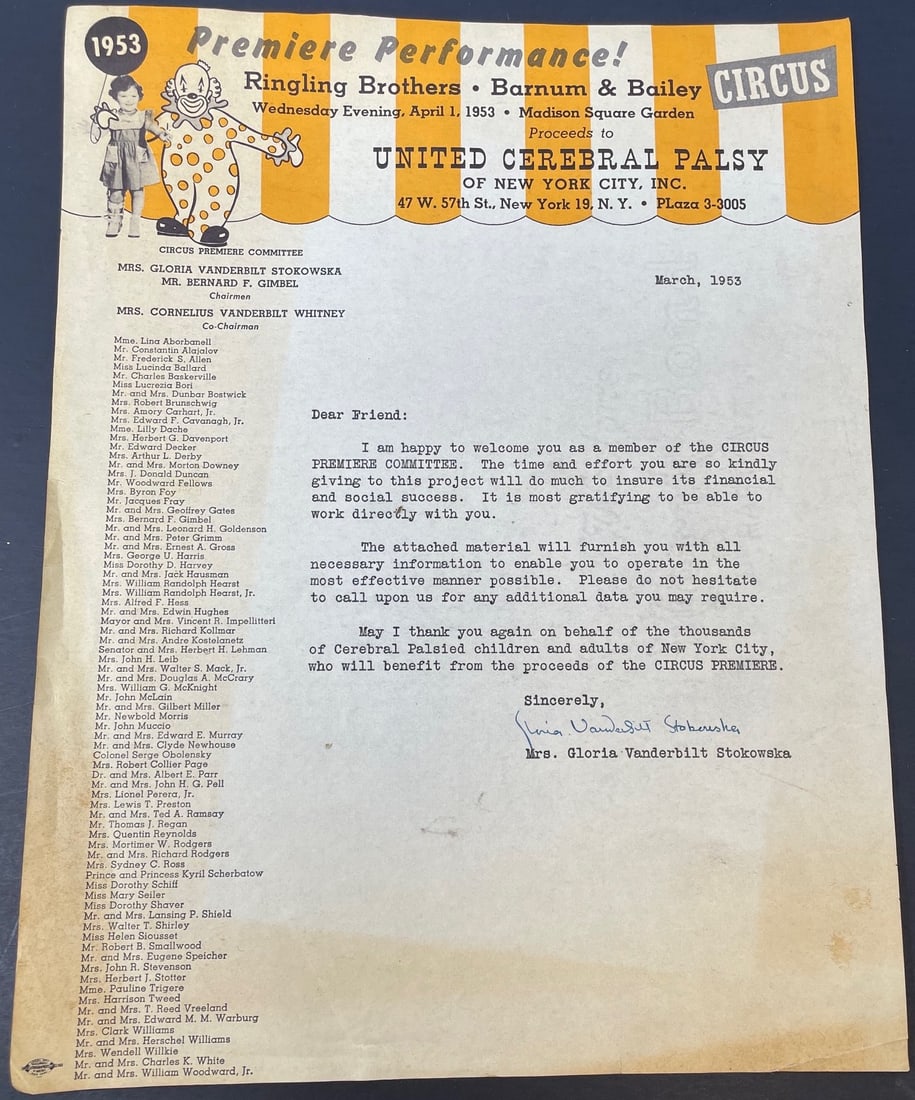 1953
Premiere Performance!
Ringling Brothers • Barnum & Bailey CIRCUS
Wednesday Evening, April 1, 1953 • Madison Square Garden
Proceeds to
UNITED CEREBRAL PALSY
OF NEW YORK CITY, INC.
47 W. 57th St., New York 19, N. Y. • PLaza 3-3005
CIRCUS PREMIERE COMMITTEE
MRS. GLORIA VANDERBILT STOKOWSKA
MR. BERNARD F. GIMBEL
Chairmen
MRS. CORNELIUS VANDERBILT WHITNEY
Co-Chairman
Mme. Lina Aborbanell
Mr. Constantin Alajalov
Mr. Frederick S. Allen
Miss Lucinda Ballard
Mr. Charles Baskerville
Miss Lucrezia Bori
Mr. and Mrs. Dunbar Bostwick
Mrs. Robert Brunschwig
Mrs. Amory Carhart, Jr.
Mrs. Edward F. Cavanagh, Jr.
Mme. Lilly Dache
Mrs. Herbert G. Davenport
Mr. Edward Decker
Mrs. Arthur L. Derby
Mr. and Mrs. Morton Downey
Mrs. J. Donald Duncan
Mr. Woodward Fellows
Mrs. Byron Foy
Mr. Jacques Fray
Mr. and Mrs. Geoffrey Gates
Mrs. Bernard F. Gimbel
Mr. and Mrs. Leonard H. Goldenson
Mr. and Mrs. Peter Grimm
Mr. and Mrs. Ernest A. Gross
Mrs. George U. Harris
Miss Dorothy D. Harvey
Mr. and Mrs. Jack Hausman
Mrs. William Randolph Hearst
Mrs. William Randolph Hearst, Jr.
Mrs. Alfred F. Hess
Mr. and Mrs. Edwin Hughes
Mayor and Mrs. Vincent R. Impellitteri
Mr. and Mrs. Richard Kollmar
Mr. and Mrs. Andre Kostelanetz
Senator and Mrs. Herbert H. Lehman
Mrs. John H. Leib
Mr. and Mrs. Walter S. Mack, Jr.
Mr. and Mrs. Douglas A. McCrary
Mrs. William G. McKnight
Mr. John McLain
Mr. and Mrs. Gilbert Miller
Mr. Newbold Morris
Mr. John Muccio
Mr. and Mrs. Edward E. Murray
Mr. and Mrs. Clyde Newhouse
Colonel Serge Obolensky
Mrs. Robert Collier Page
Dr. and Mrs. Albert E. Parr
Mr. and Mrs. John H. G. Pell
Mrs. Lionel Perera, Jr.
Mrs. Lewis T. Preston
Mr. and Mrs. Ted A. Ramsay
Mr. Thomas J. Regan
Mrs. Quentin Reynolds
Mrs. Mortimer W. Rodgers
Mr. and Mrs. Richard Rodgers
Mrs. Sydney C. Ross
Prince and Princess Kyril Scherbatow
Miss Dorothy Schiff
Miss Mary Seiler
Miss Dorothy Shaver
Mr. and Mrs. Lansing P. Shield
Mrs. Walter T. Shirley
Miss Helen Siousset
Mr. Robert B. Smallwood
Mr. and Mrs. Eugene Speicher
Mrs. John R. Stevenson
Mrs. Herbert J. Stotter
Mme. Pauline Trigere
Mrs. Harrison Tweed
Mr. and Mrs. T. Reed Vreeland
Mr. and Mrs. Edward M. M. Warburg
Mrs. Clark Williams
Mr. and Mrs. Herschel Williams
Mrs. Wendell Willkie
Mr. and Mrs. Charles K. White
Mr. and Mrs. William Woodward, Jr.
March, 1953
Dear Friend:
I am happy to welcome you as a member of the CIRCUS
PREMIERE COMMITTEE. The time and effort you are so kindly
giving to this project will do much to insure its financial
and social success. It is most gratifying to be able to
work directly with you.
The attached material will furnish you with all
necessary information to enable you to operate in the
most effective manner possible. Please do not hesitate
to call upon us for any additional data you may require.
May I thank you again on behalf of the thousands
of Cerebral Palsied children and adults of New York City,
who will benefit from the proceeds of the CIRCUS PREMIERE.
Sincerely,
Gloria Vanderbilt Stokowska
Mrs. Gloria Vanderbilt Stokowska